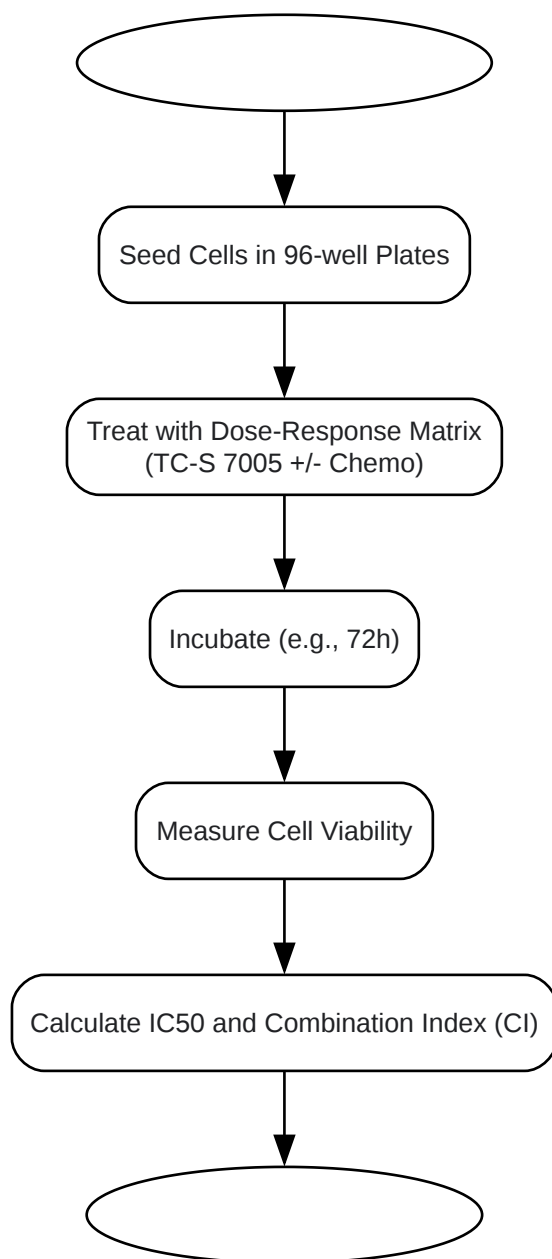 Seed Cells in 96-well Plates
Treat with Dose-Response Matrix
(TC-S 7005 +/- Chemo)
Incubate (e.g., 72h)
Measure Cell Viability
Calculate IC50 and Combination Index (CI)